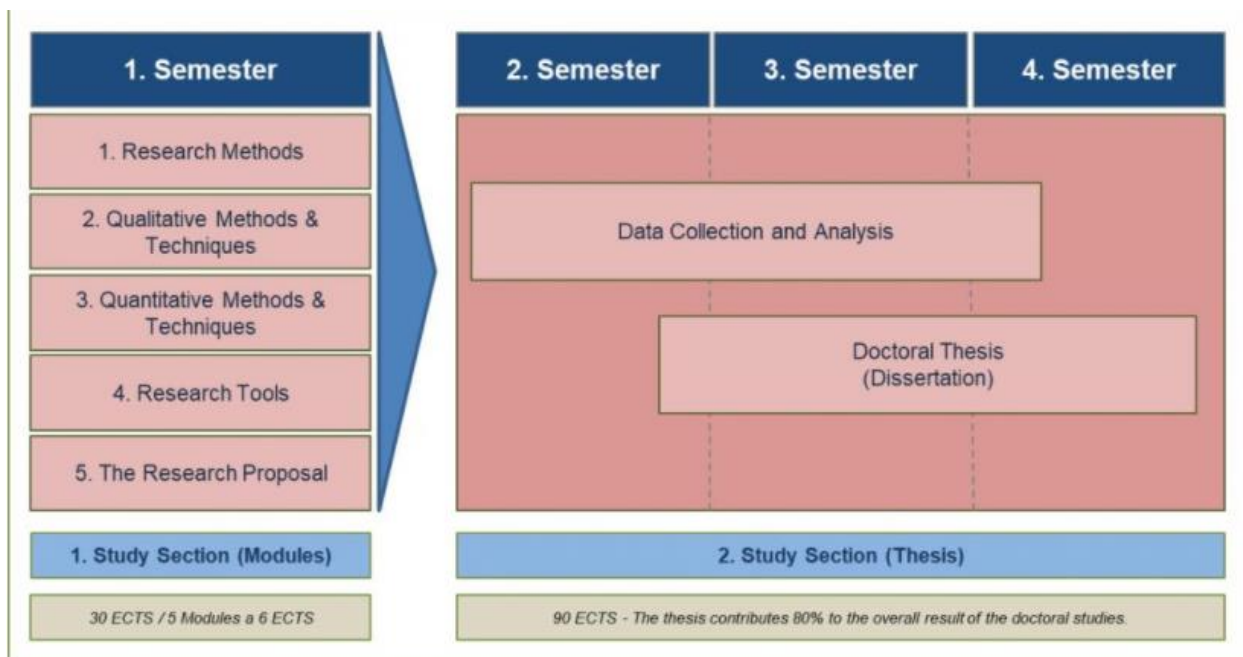 1. Semester
1. Research Methods
2. Qualitative Methods &
Techniques
3. Quantitative Methods &
Techniques
4. Research Tools
5. The Research Proposal
1. Study Section (Modules)
30 ECTS / 5 Modules a 6 ECTS
2. Semester
3. Semester
4. Semester
Data Collection and Analysis
Doctoral Thesis
(Dissertation)
2. Study Section (Thesis)
90 ECTS - The thesis contributes 80% to the overall result of the doctoral studies.